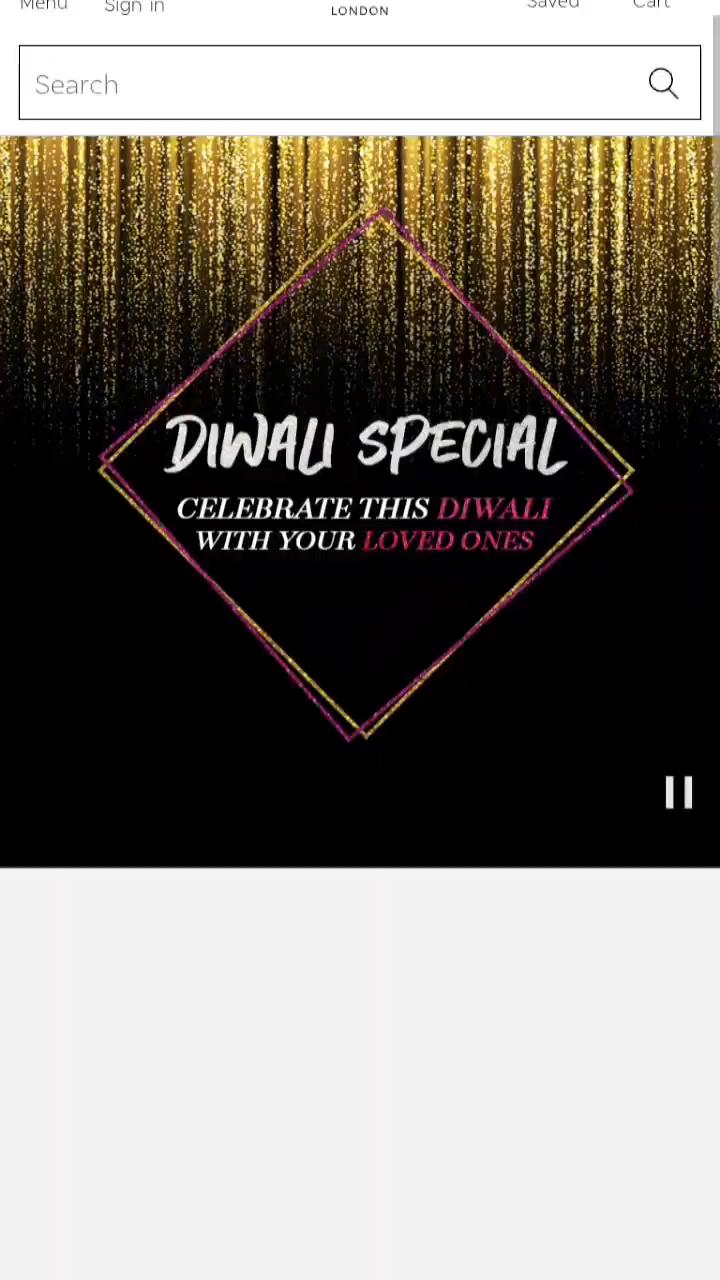 Menu Sign in LONDON Saved Cart
Search
DIWALI SPECIAL
CELEBRATE THIS DIWALI
WITH YOUR LOVED ONES